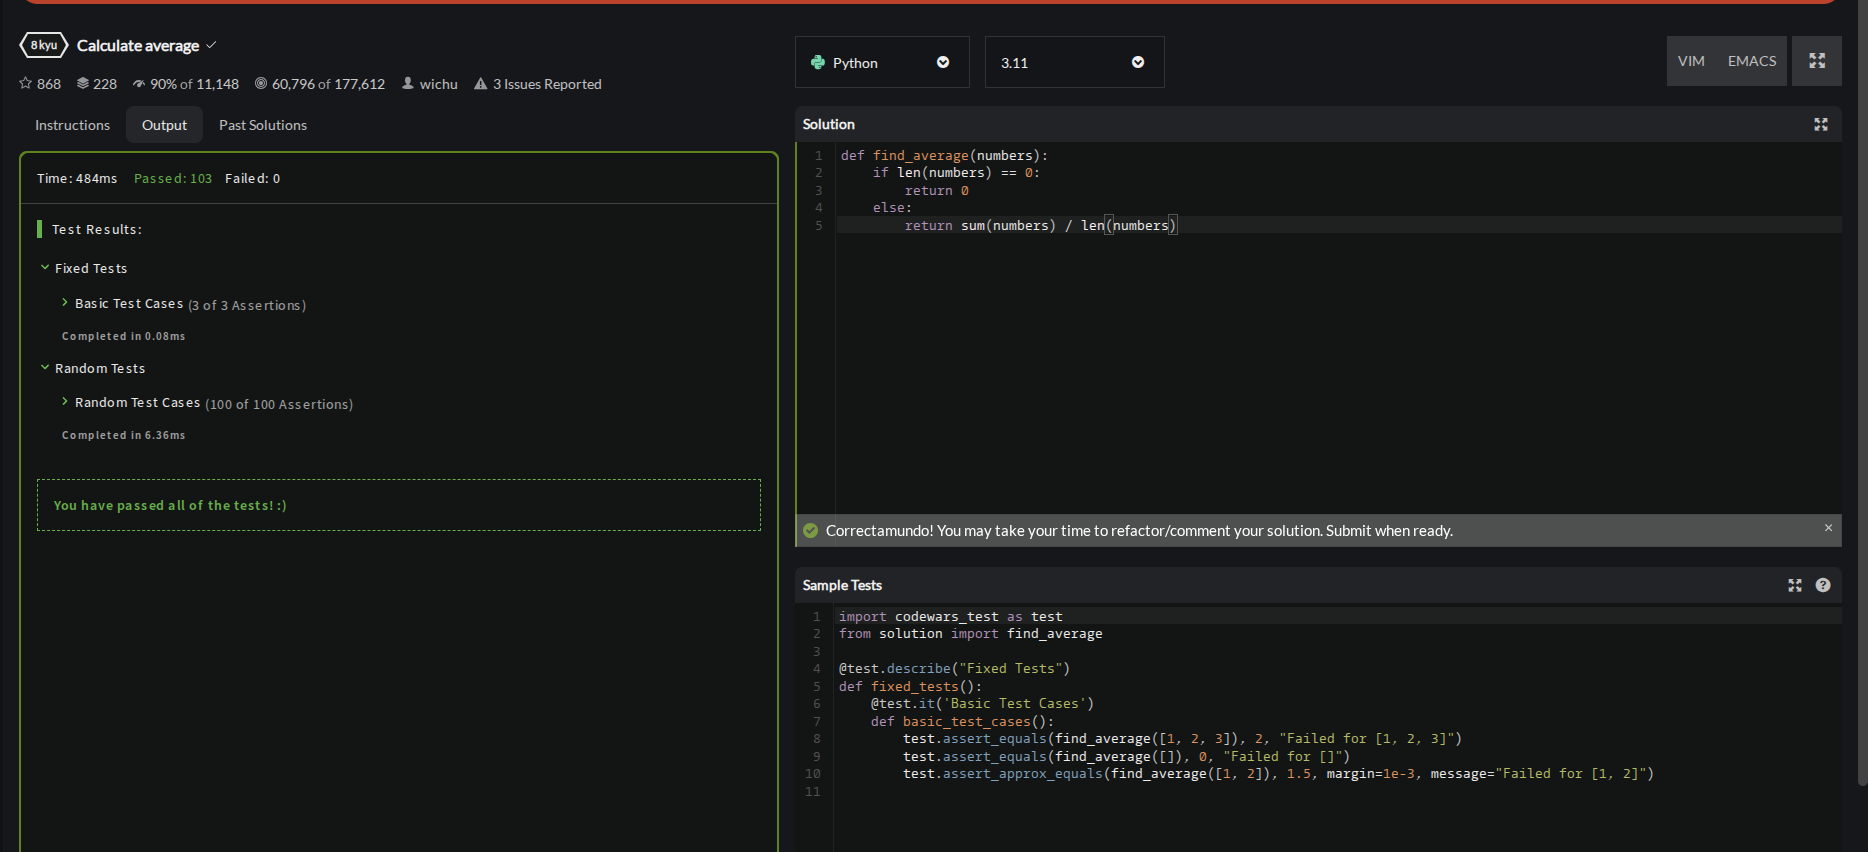 8 kyu Calculate average
868 228 90% of 11,148 60,796 of 177,612 wichu 3 Issues Reported
Instructions Output Past Solutions
Time: 484ms Passed: 103 Failed: 0
Test Results:
Fixed Tests
Basic Test Cases (3 of 3 Assertions)
Completed in 0.08ms
Random Tests
Random Test Cases (100 of 100 Assertions)
Completed in 6.36ms
You have passed all of the tests! :)
Python 3.11 VIM EMACS
Solution
1 def find_average(numbers):
2     if len(numbers) == 0:
3         return 0
4     else:
5         return sum(numbers) / len(numbers)
Correctamundo! You may take your time to refactor/comment your solution. Submit when ready. ×
Sample Tests ?
1 import codewars_test as test
2 from solution import find_average
3
4 @test.describe("Fixed Tests")
5 def fixed_tests():
6     @test.it('Basic Test Cases')
7     def basic_test_cases():
8         test.assert_equals(find_average([1, 2, 3]), 2, "Failed for [1, 2, 3]")
9         test.assert_equals(find_average([]), 0, "Failed for []")
10         test.assert_approx_equals(find_average([1, 2]), 1.5, margin=1e-3, message="Failed for [1, 2]")
11